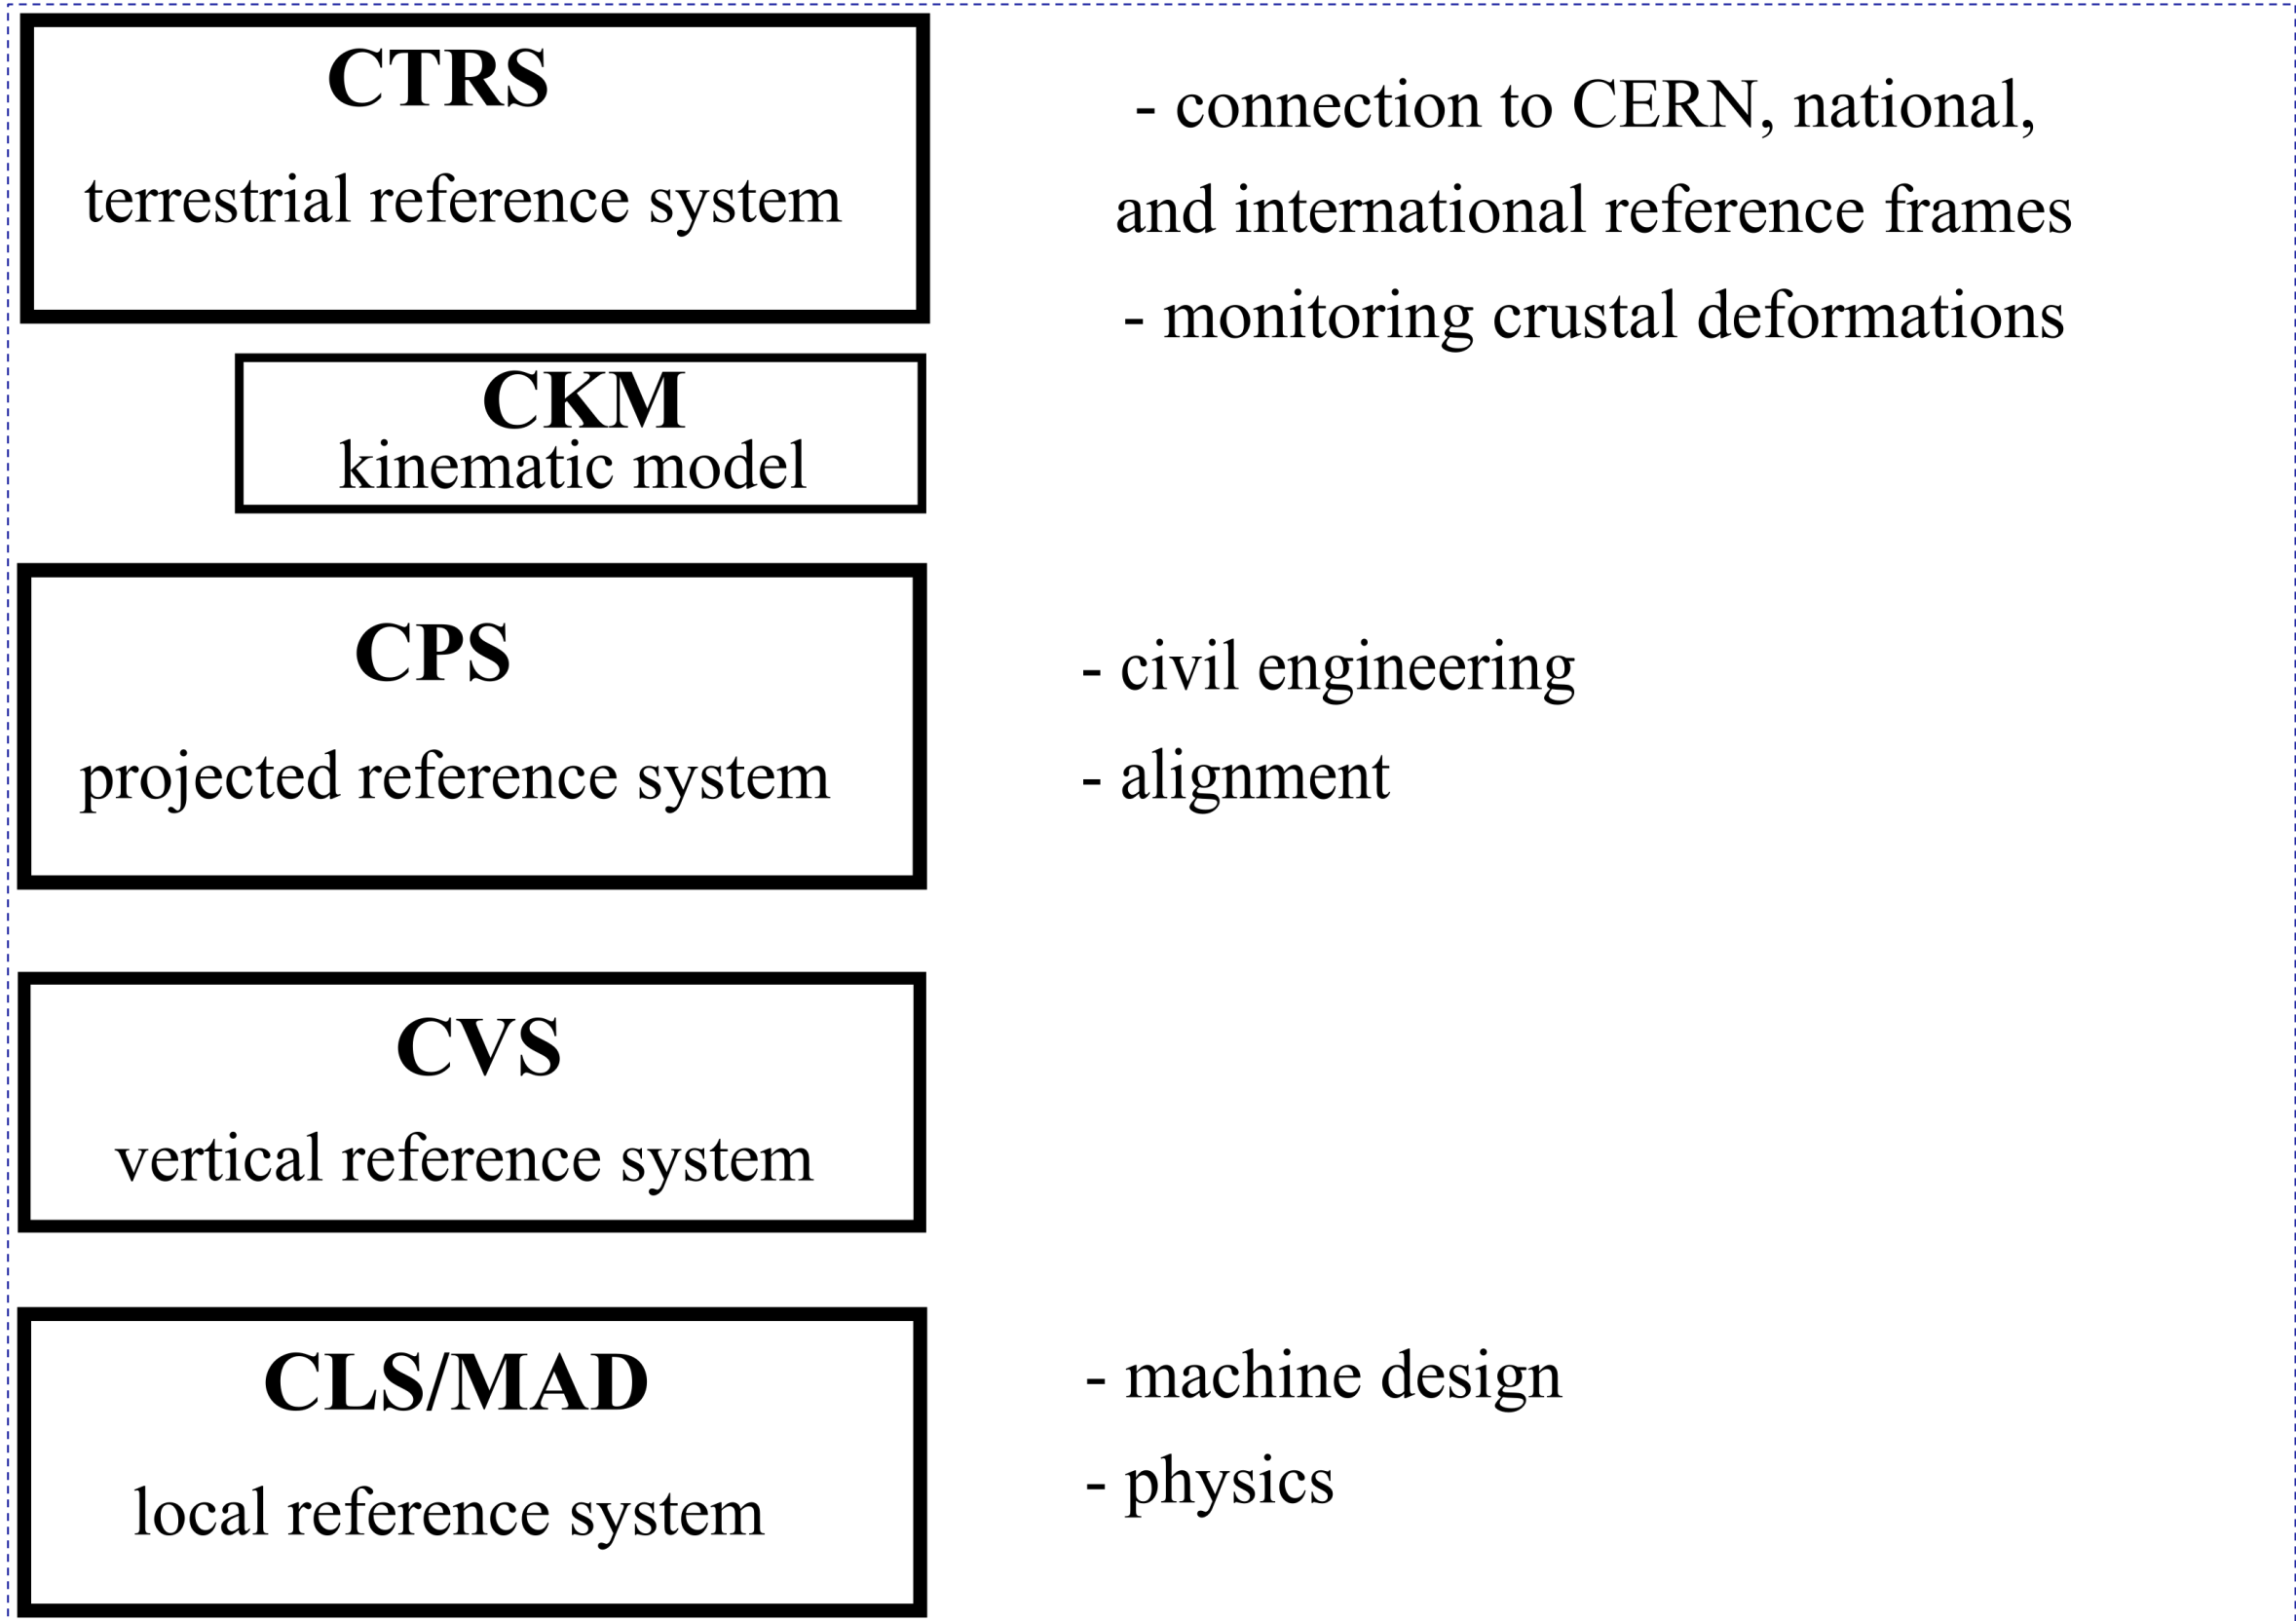 CTRS
terrestrial reference system
- connection to CERN, national,
and international reference frames
- monitoring crustal deformations
CKM
kinematic model
CPS
projected reference system
- civil engineering
- alignment
CVS
vertical reference system
CLS/MAD
local reference system
- machine design
- physics